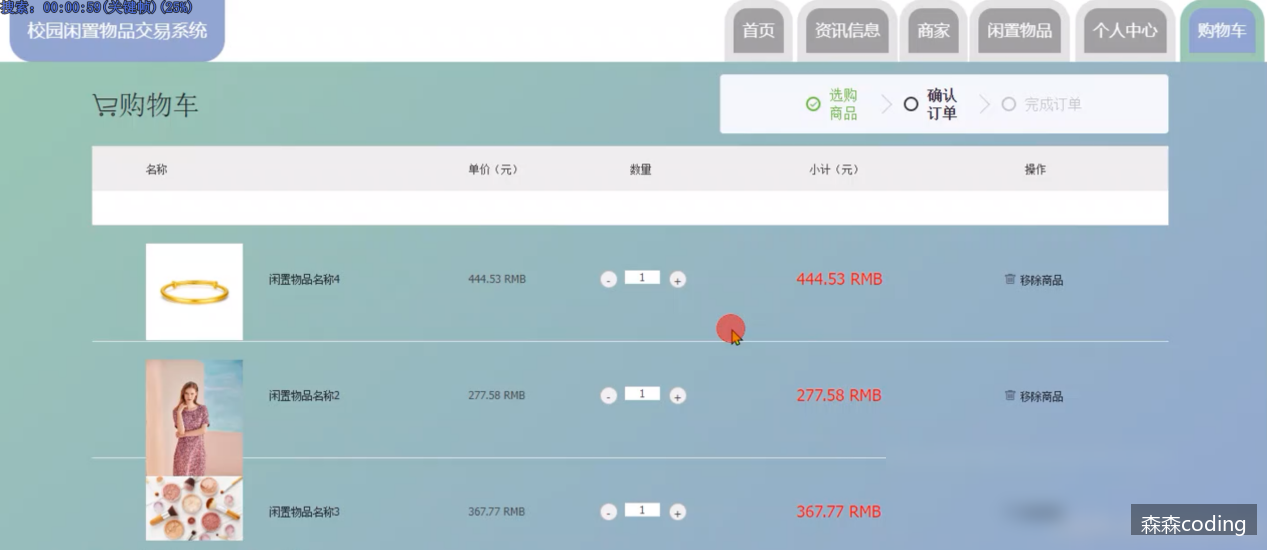 搜索: 00:00:59(关键帧)(25%)
校园闲置物品交易系统
首页
资讯信息
商家
闲置物品
个人中心
购物车
购物车
选购
商品
确认
订单
完成订单
名称 单价（元） 数量 小计（元） 操作
闲置物品名称4 444.53 RMB - 1 + 444.53 RMB 移除商品
闲置物品名称2 277.58 RMB - 1 + 277.58 RMB 移除商品
闲置物品名称3 367.77 RMB - 1 + 367.77 RMB
森森coding